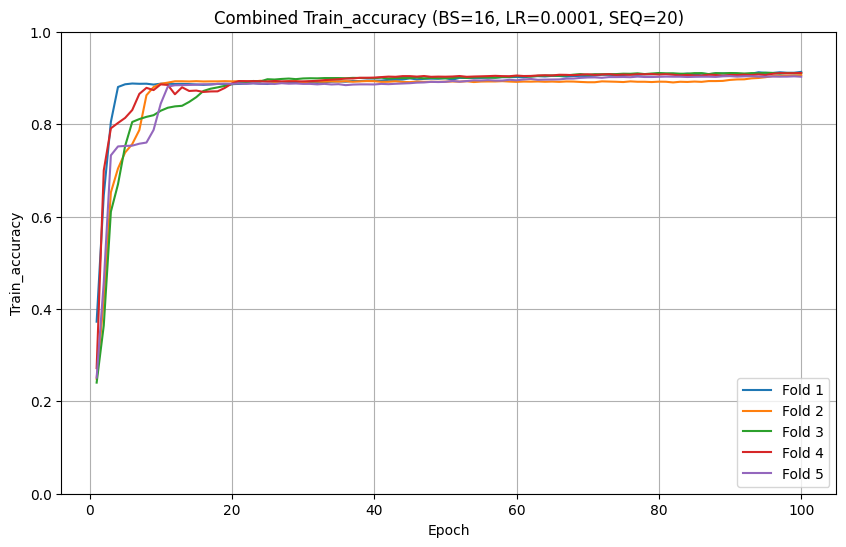 Combined Train_accuracy (BS=16, LR=0.0001, SEQ=20)
Train_accuracy
1.0
0.8
0.6
0.4
0.2
0.0
0
20
40
60
80
100
Epoch
Fold 1
Fold 2
Fold 3
Fold 4
Fold 5